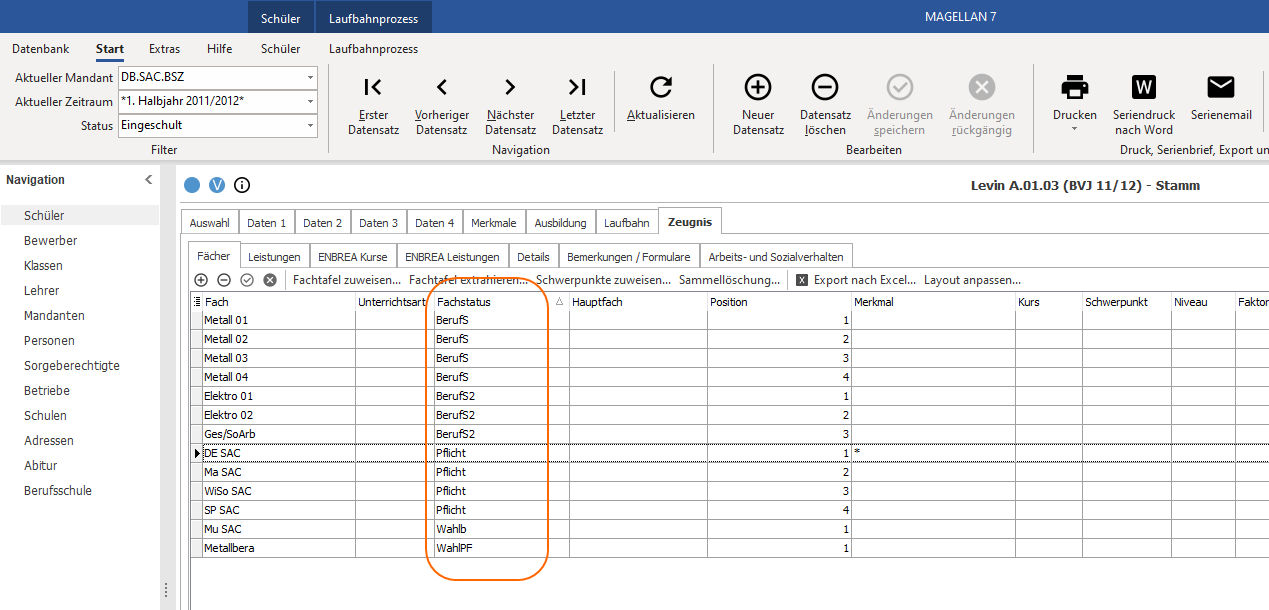 Schüler Laufbahnprozess MAGELLAN 7
Datenbank Start Extras Hilfe Schüler Laufbahnprozess
Aktueller Mandant DB.SAC.BSZ
Aktueller Zeitraum *1. Halbjahr 2011/2012*
Status Eingeschult
Filter
Erster Datensatz
Vorheriger Datensatz
Nächster Datensatz
Letzter Datensatz
Aktualisieren
Navigation
Neuer Datensatz
Datensatz löschen
Änderungen speichern
Änderungen rückgängig
Bearbeiten
Drucken
W
Seriendruck nach Word
Serienemail
Druck, Serienbrief, Export un
Navigation
Schüler
Bewerber
Klassen
Lehrer
Mandanten
Personen
Sorgeberechtigte
Betriebe
Schulen
Adressen
Abitur
Berufsschule
V i Levin A.01.03 (BVJ 11/12) - Stamm
Auswahl Daten 1 Daten 2 Daten 3 Daten 4 Merkmale Ausbildung Laufbahn Zeugnis
Fächer Leistungen ENBREA Kurse ENBREA Leistungen Details Bemerkungen / Formulare Arbeits- und Sozialverhalten
Fachtafel zuweisen... Fachtafel extrahieren... Schwerpunkte zuweisen... Sammellöschung... X Export nach Excel... Layout anpassen...
Fach Unterrichtsart Fachstatus Hauptfach Position Merkmal Kurs Schwerpunkt Niveau Faktor
Metall 01 BerufS 1
Metall 02 BerufS 2
Metall 03 BerufS 3
Metall 04 BerufS 4
Elektro 01 BerufS2 1
Elektro 02 BerufS2 2
Ges/SoArb BerufS2 3
DE SAC Pflicht 1 *
Ma SAC Pflicht 2
WiSo SAC Pflicht 3
SP SAC Pflicht 4
Mu SAC Wahlb 1
Metallbera WahlPF 1